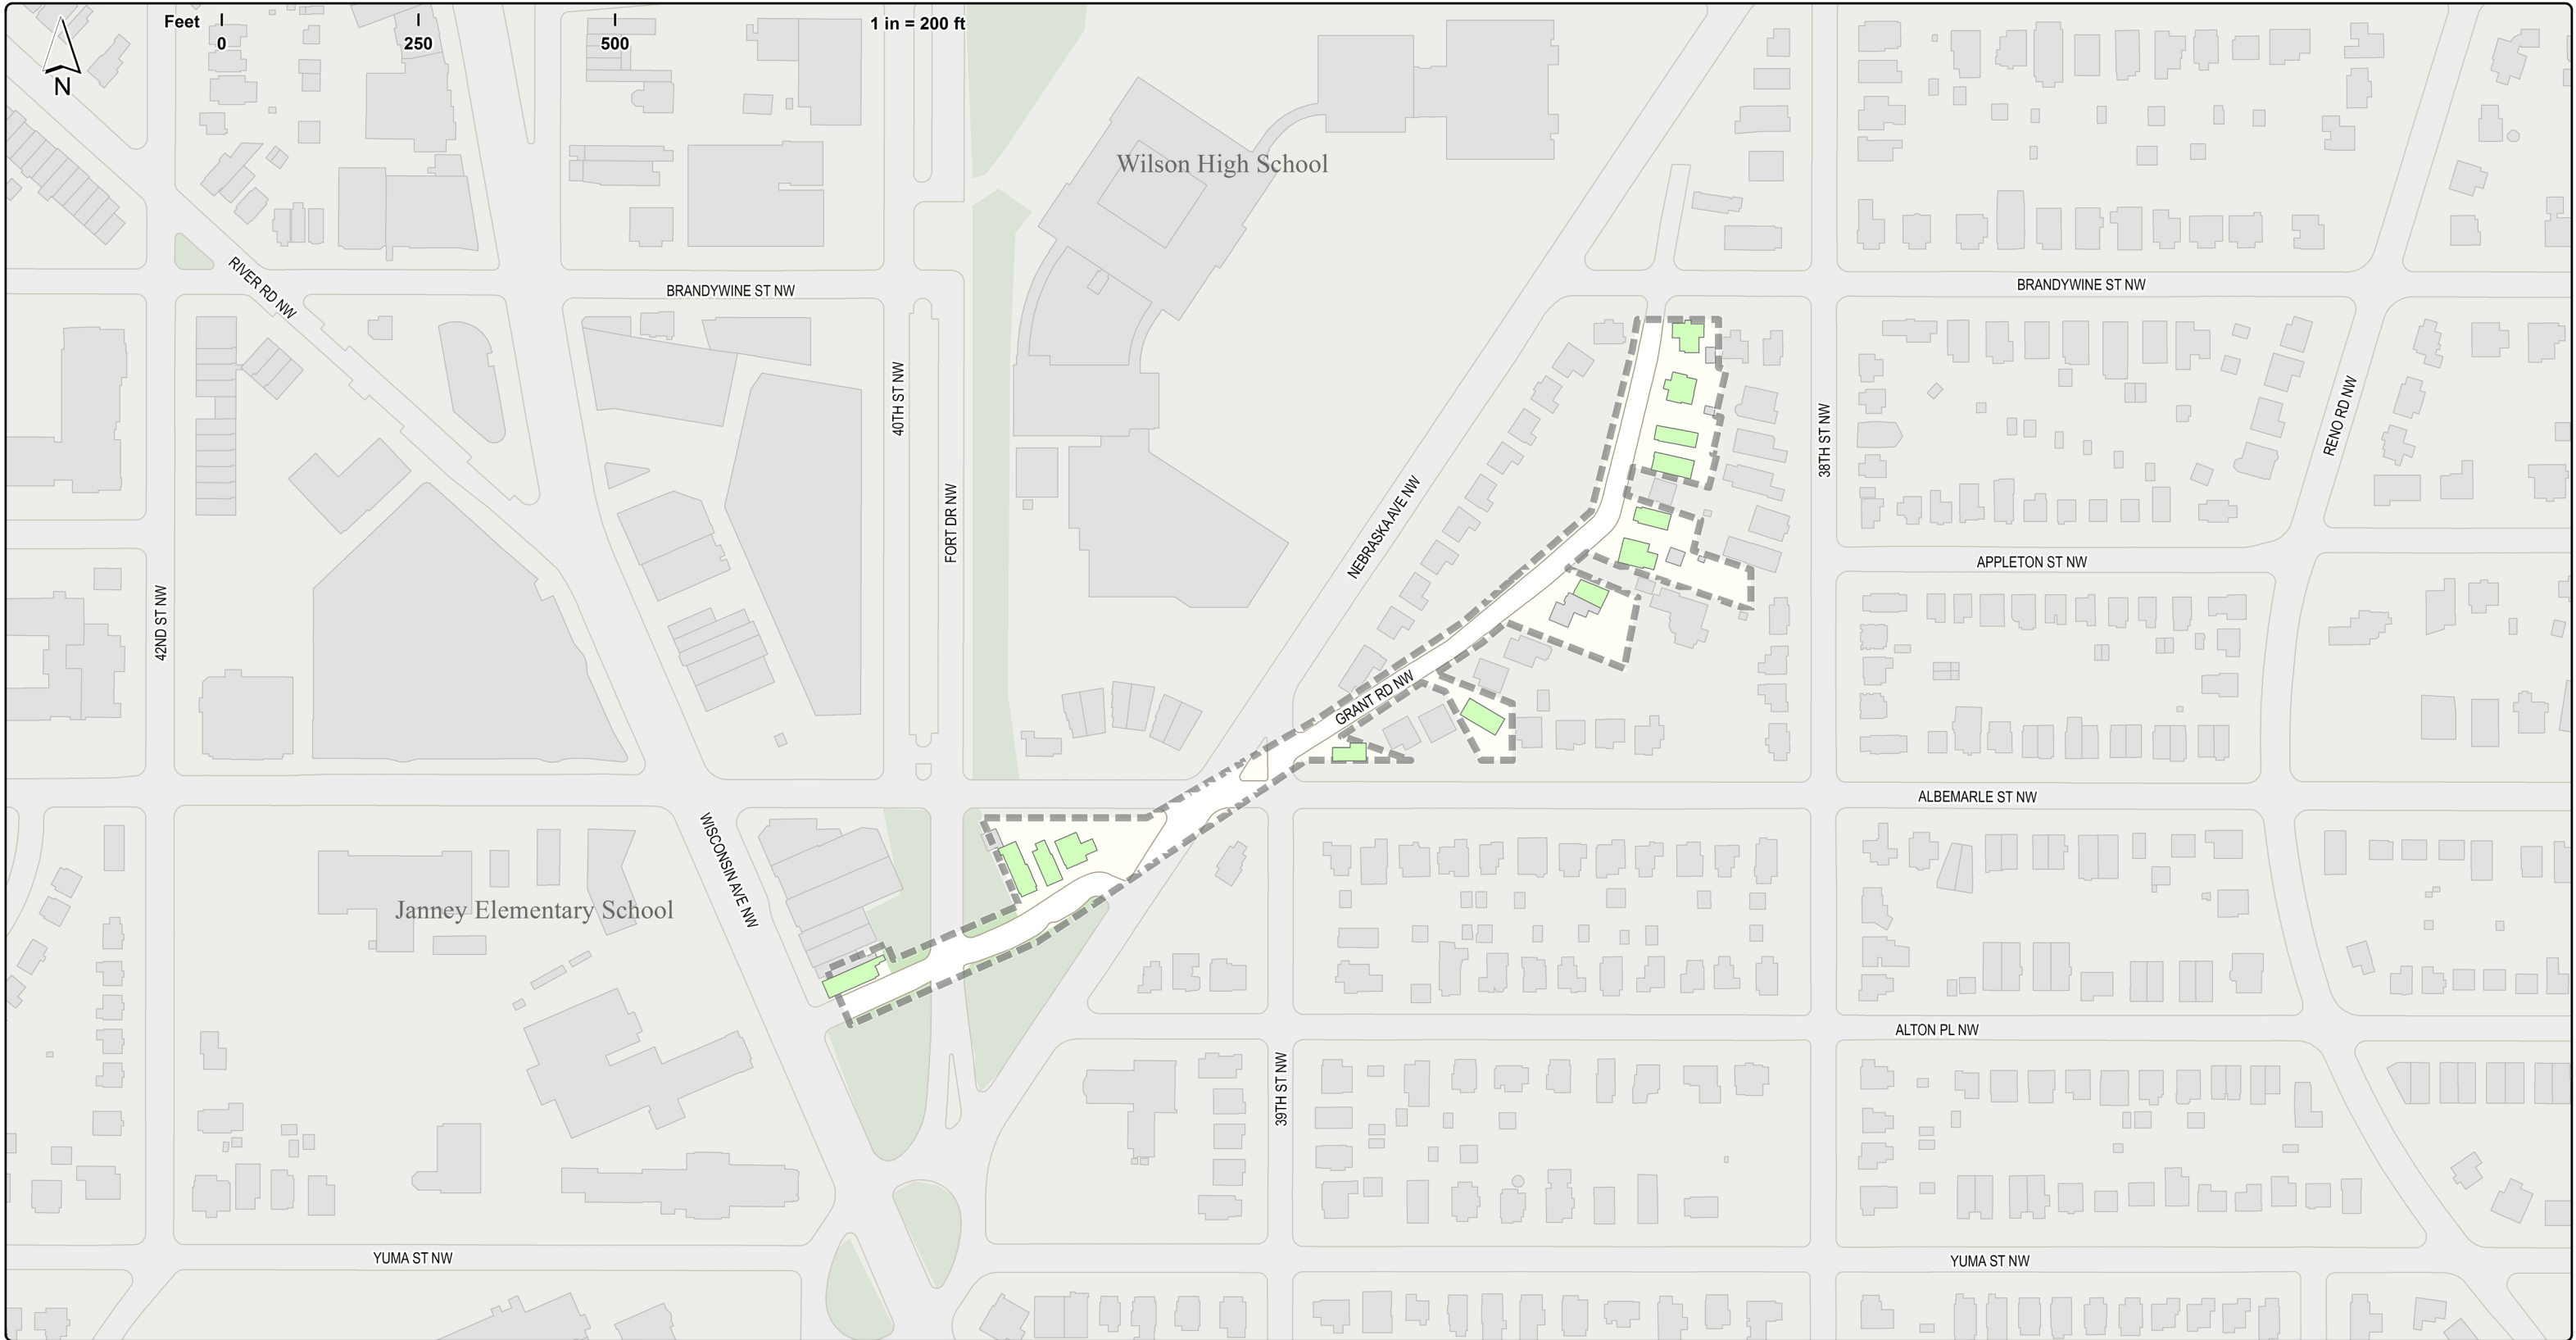 Feet
0
250
500
1 in = 200 ft
N
Wilson High School
RIVER RD NW
BRANDYWINE ST NW
BRANDYWINE ST NW
40TH ST NW
38TH ST NW
RENO RD NW
FORT DR NW
NEBRASKA AVE NW
APPLETON ST NW
42ND ST NW
GRANT RD NW
ALBEMARLE ST NW
WISCONSIN AVE NW
Janney Elementary School
ALTON PL NW
39TH ST NW
YUMA ST NW
YUMA ST NW